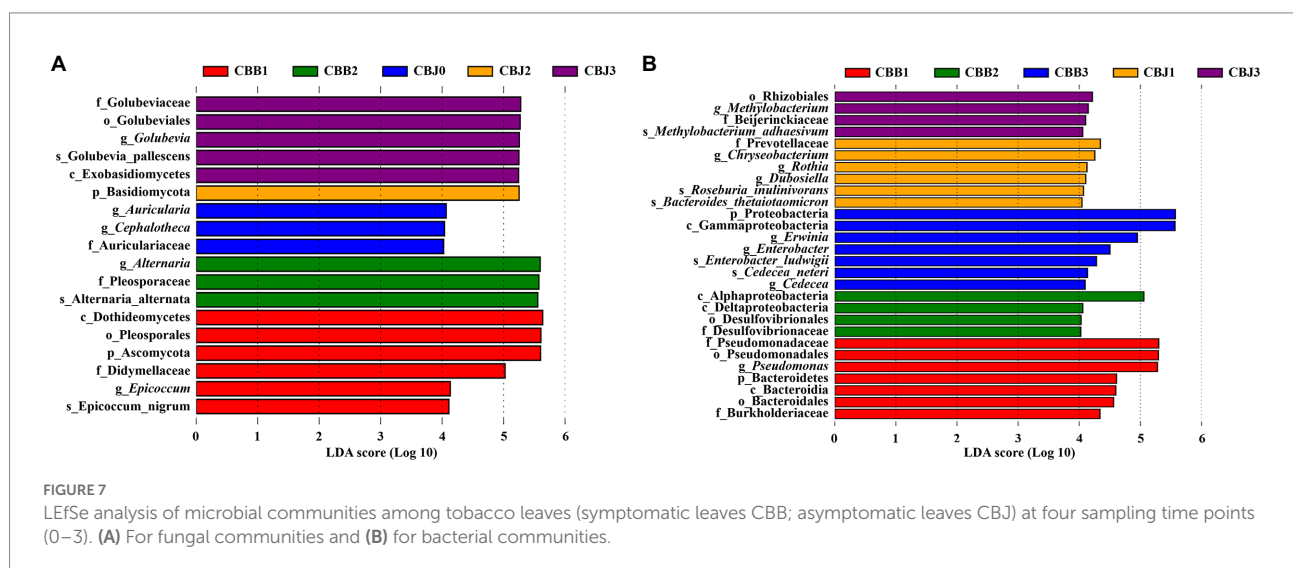 A
CBB1 CBB2 CBJ0 CBJ2 CBJ3
f_Golubeviaceae
o_Golubeviales
g_Golubevia
s_Golubevia_pallescens
c_Exobasidiomycetes
p_Basidiomycota
g_Auricularia
g_Cephalotheca
f_Auriculariaceae
g_Alternaria
f_Pleosporaceae
s_Alternaria_alternata
c_Dothideomycetes
o_Pleosporales
p_Ascomycota
f_Didymellaceae
g_Epicoccum
s_Epicoccum_nigrum
0 1 2 3 4 5 6
LDA score (Log 10)
B
CBB1 CBB2 CBB3 CBJ1 CBJ3
o_Rhizobiales
g_Methylobacterium
f_Beijerinckiaceae
s_Methylobacterium_adhaesivum
f_Prevotellaceae
g_Chryseobacterium
g_Rothia
g_Dubosiella
s_Roseburia_inulinivorans
s_Bacteroides_thetaiotaomicron
p_Proteobacteria
c_Gammaproteobacteria
g_Erwinia
g_Enterobacter
s_Enterobacter_ludwigii
s_Cedecea_neteri
g_Cedecea
c_Alphaproteobacteria
c_Deltaproteobacteria
o_Desulfovibrionales
f_Desulfovibrionaceae
f_Pseudomonadaceae
o_Pseudomonadales
g_Pseudomonas
p_Bacteroidetes
c_Bacteroidia
o_Bacteroidales
f_Burkholderiaceae
0 1 2 3 4 5 6
LDA score (Log 10)
FIGURE 7
LEfSe analysis of microbial communities among tobacco leaves (symptomatic leaves CBB; asymptomatic leaves CBJ) at four sampling time points
(0–3). (A) For fungal communities and (B) for bacterial communities.